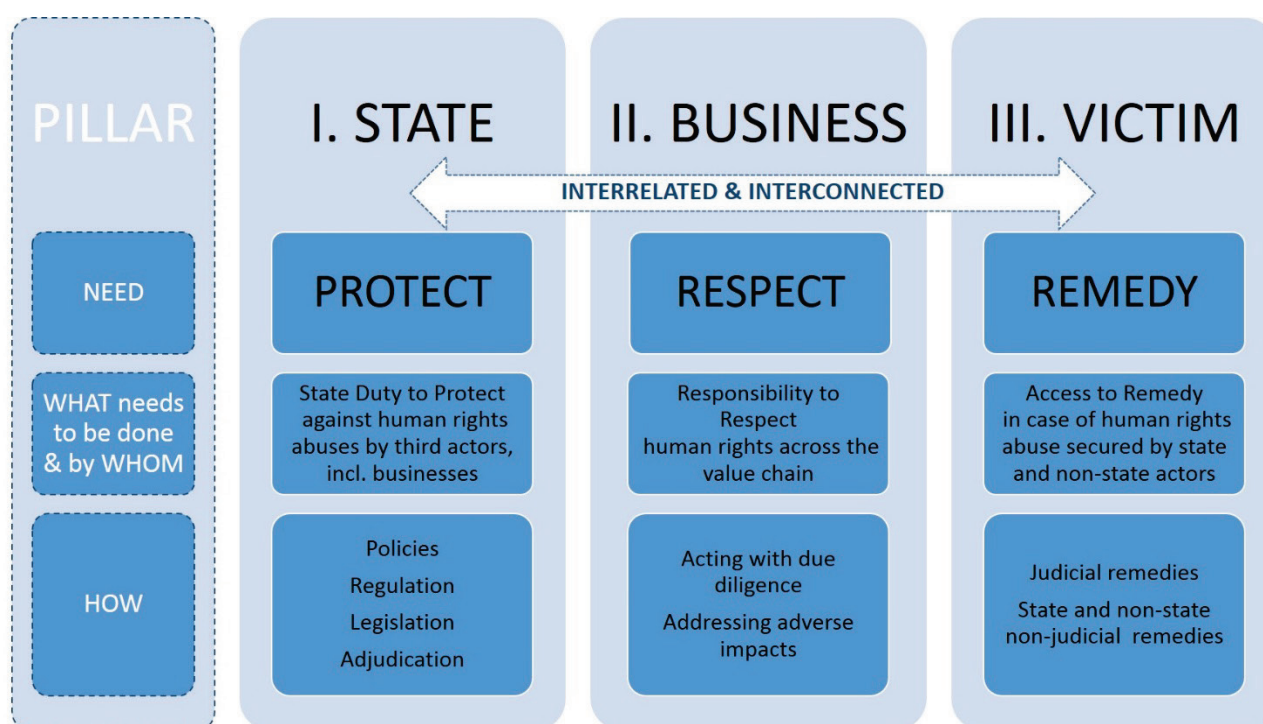 PILLAR
I. STATE
II. BUSINESS
III. VICTIM
INTERRELATED & INTERCONNECTED
NEED
PROTECT
RESPECT
REMEDY
WHAT needs
to be done
& by WHOM
State Duty to Protect
against human rights
abuses by third actors,
incl. businesses
Responsibility to
Respect
human rights across the
value chain
Access to Remedy
in case of human rights
abuse secured by state
and non-state actors
HOW
Policies
Regulation
Legislation
Adjudication
Acting with due
diligence
Addressing adverse
impacts
Judicial remedies
State and non-state
non-judicial remedies